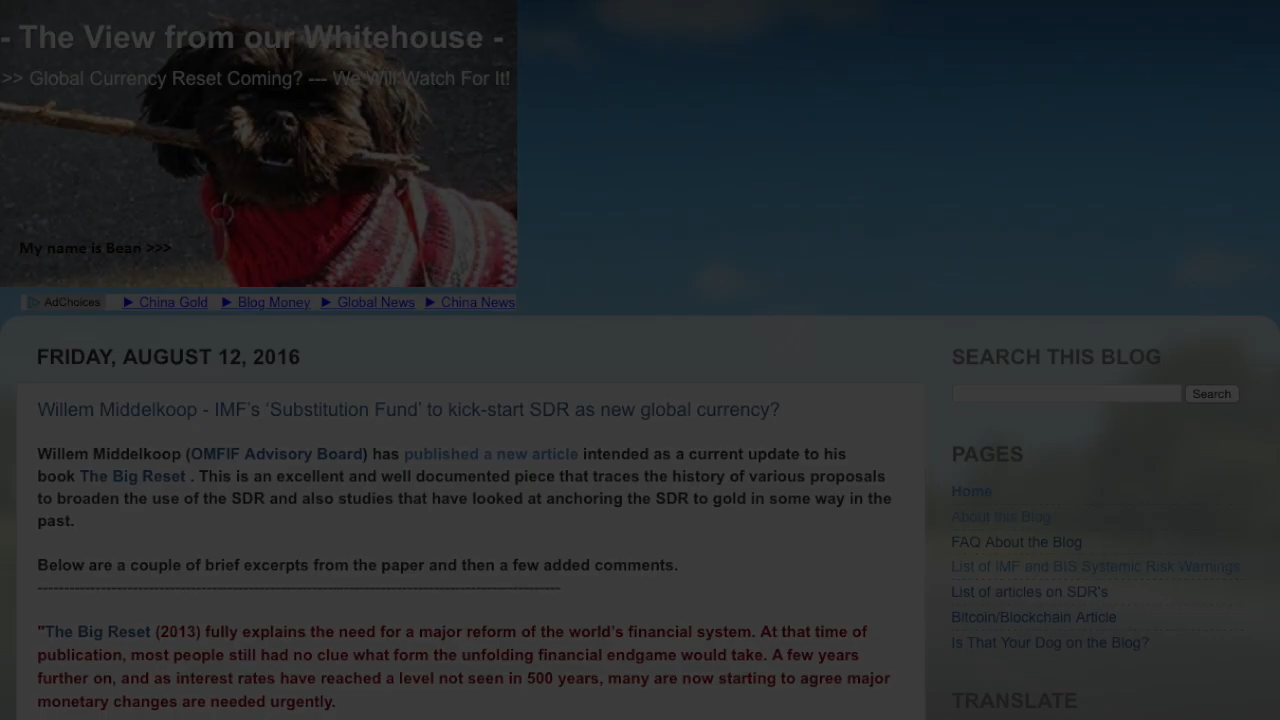 - The View from our Whitehouse -
>> Global Currency Reset Coming? --- We Will Watch For It!
My name is Bean >>>
AdChoices ► China Gold ► Blog Money ► Global News ► China News
FRIDAY, AUGUST 12, 2016
Willem Middelkoop - IMF's ‘Substitution Fund’ to kick-start SDR as new global currency?
Willem Middelkoop (OMFIF Advisory Board) has published a new article intended as a current update to his
book The Big Reset . This is an excellent and well documented piece that traces the history of various proposals
to broaden the use of the SDR and also studies that have looked at anchoring the SDR to gold in some way in the
past.
Below are a couple of brief excerpts from the paper and then a few added comments.
----------------------------------------------------------------------------------------------------
"The Big Reset (2013) fully explains the need for a major reform of the world's financial system. At that time of
publication, most people still had no clue what form the unfolding financial endgame would take. A few years
further on, and as interest rates have reached a level not seen in 500 years, many are now starting to agree major
monetary changes are needed urgently.
SEARCH THIS BLOG
Search
PAGES
Home
About this Blog
FAQ About the Blog
List of IMF and BIS Systemic Risk Warnings
List of articles on SDR's
Bitcoin/Blockchain Article
Is That Your Dog on the Blog?
TRANSLATE